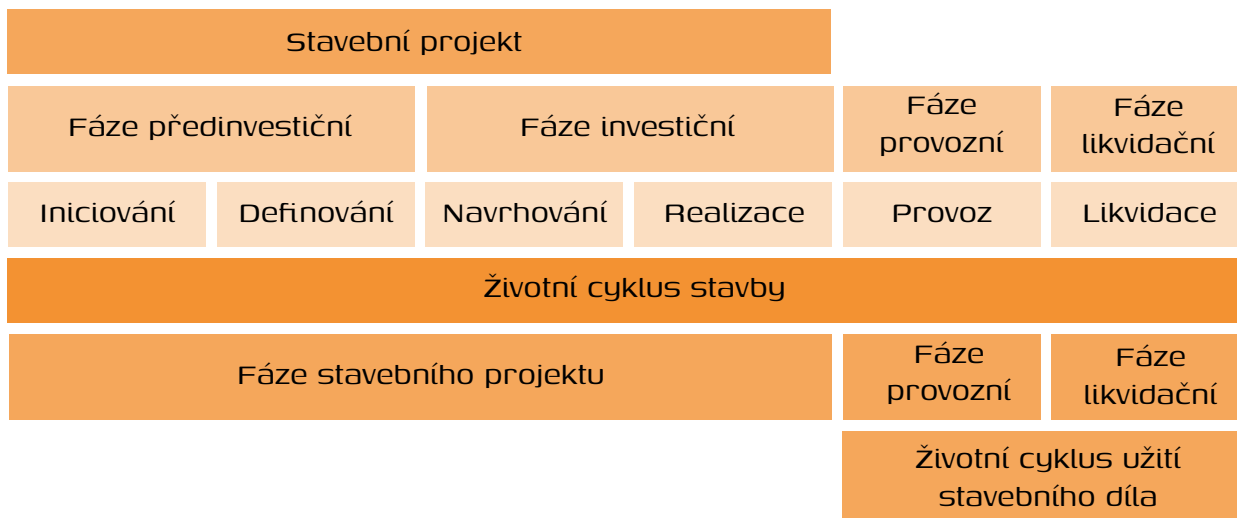 Stavební projekt
Fáze předinvestiční
Fáze investiční
Fáze
provozní
Fáze
likvidační
Iniciování
Definování
Navrhování
Realizace
Provoz
Likvidace
Životní cyklus stavby
Fáze stavebního projektu
Fáze
provozní
Fáze
likvidační
Životní cyklus užití
stavebního díla